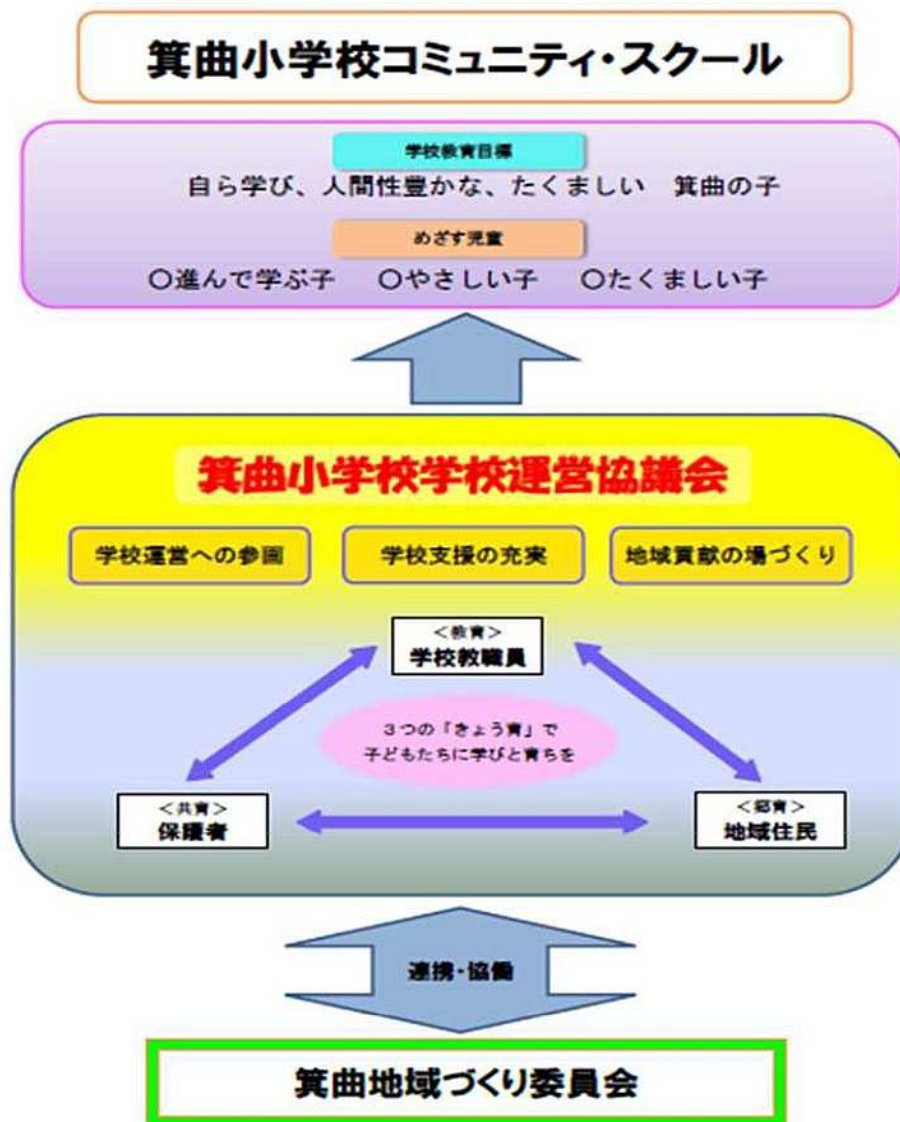 箕曲小学校コミュニティ・スクール
学校教育目標
自ら学び、人間性豊かな、たくましい　箕曲の子
めざす児童
○進んで学ぶ子　○やさしい子　○たくましい子
箕曲小学校学校運営協議会
学校運営への参画　学校支援の充実　地域貢献の場づくり
＜教育＞
学校教職員
３つの「きょう育」で
子どもたちに学びと育ちを
＜共育＞
保護者
＜郷育＞
地域住民
連携・協働
箕曲地域づくり委員会